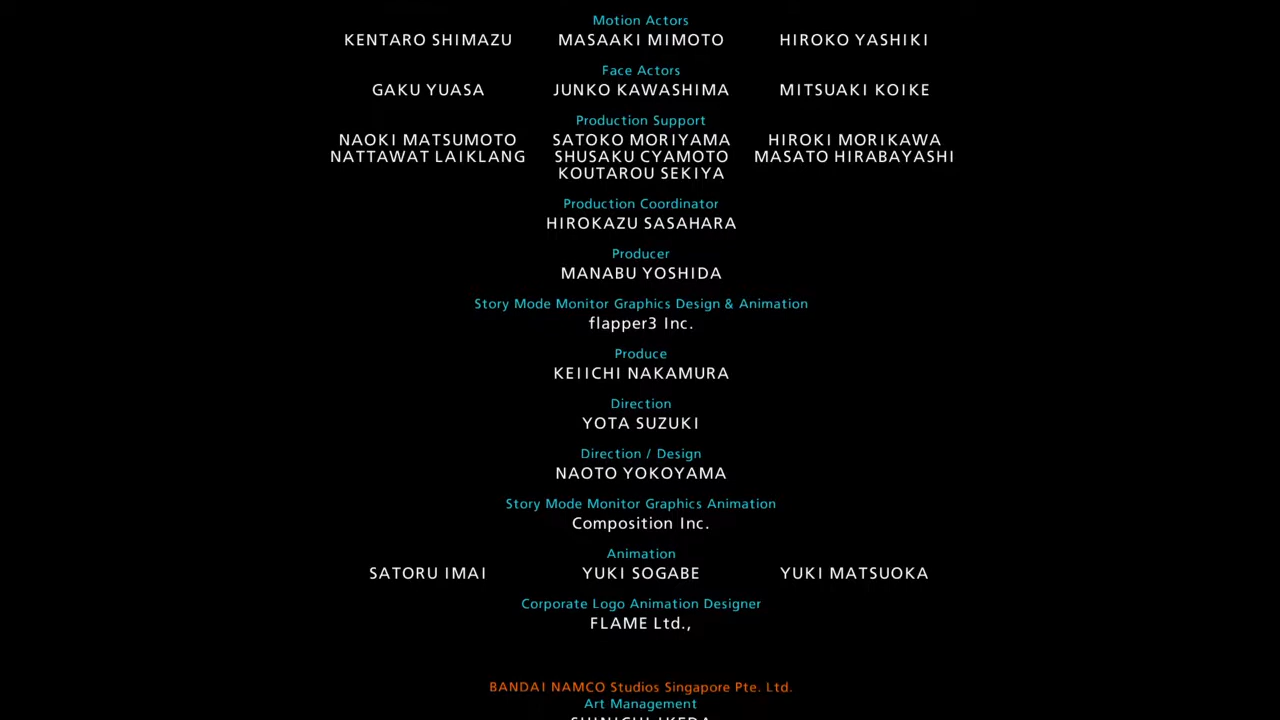 Motion Actors
KENTARO SHIMAZU MASAAKI MIMOTO HIROKO YASHIKI
Face Actors
GAKU YUASA JUNKO KAWASHIMA MITSUAKI KOIKE
Production Support
NAOKI MATSUMOTO SATOKO MORIYAMA HIROKI MORIKAWA
NATTAWAT LAIKLANG SHUSAKU CYAMOTO MASATO HIRABAYASHI
KOUTAROU SEKIYA
Production Coordinator
HIROKAZU SASAHARA
Producer
MANABU YOSHIDA
Story Mode Monitor Graphics Design & Animation
flapper3 Inc.
Produce
KEIICHI NAKAMURA
Direction
YOTA SUZUKI
Direction / Design
NAOTO YOKOYAMA
Story Mode Monitor Graphics Animation
Composition Inc.
Animation
SATORU IMAI YUKI SOGABE YUKI MATSUOKA
Corporate Logo Animation Designer
FLAME Ltd.,
BANDAI NAMCO Studios Singapore Pte. Ltd.
Art Management
SHINICHI IKEDA